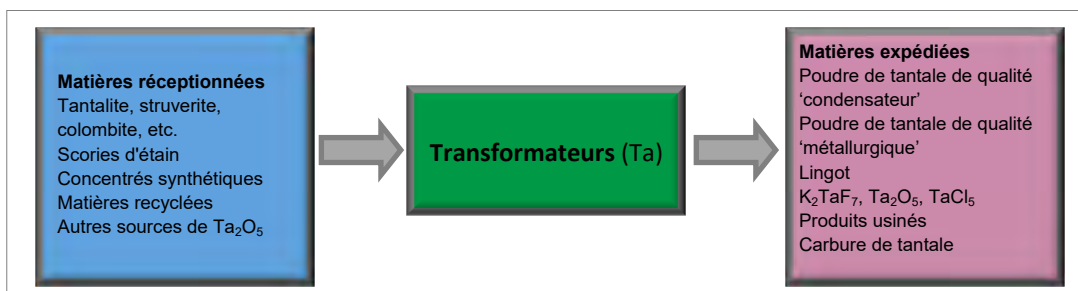 Matières réceptionnées
Tantalite, struverite,
colombite, etc.
Scories d'étain
Concentrés synthétiques
Matières recyclées
Autres sources de Ta₂O₅
Transformateurs (Ta)
Matières expédiées
Poudre de tantale de qualité
‘condensateur’
Poudre de tantale de qualité
‘métallurgique’
Lingot
K₂TaF₇, Ta₂O₅, TaCl₅
Produits usinés
Carbure de tantale